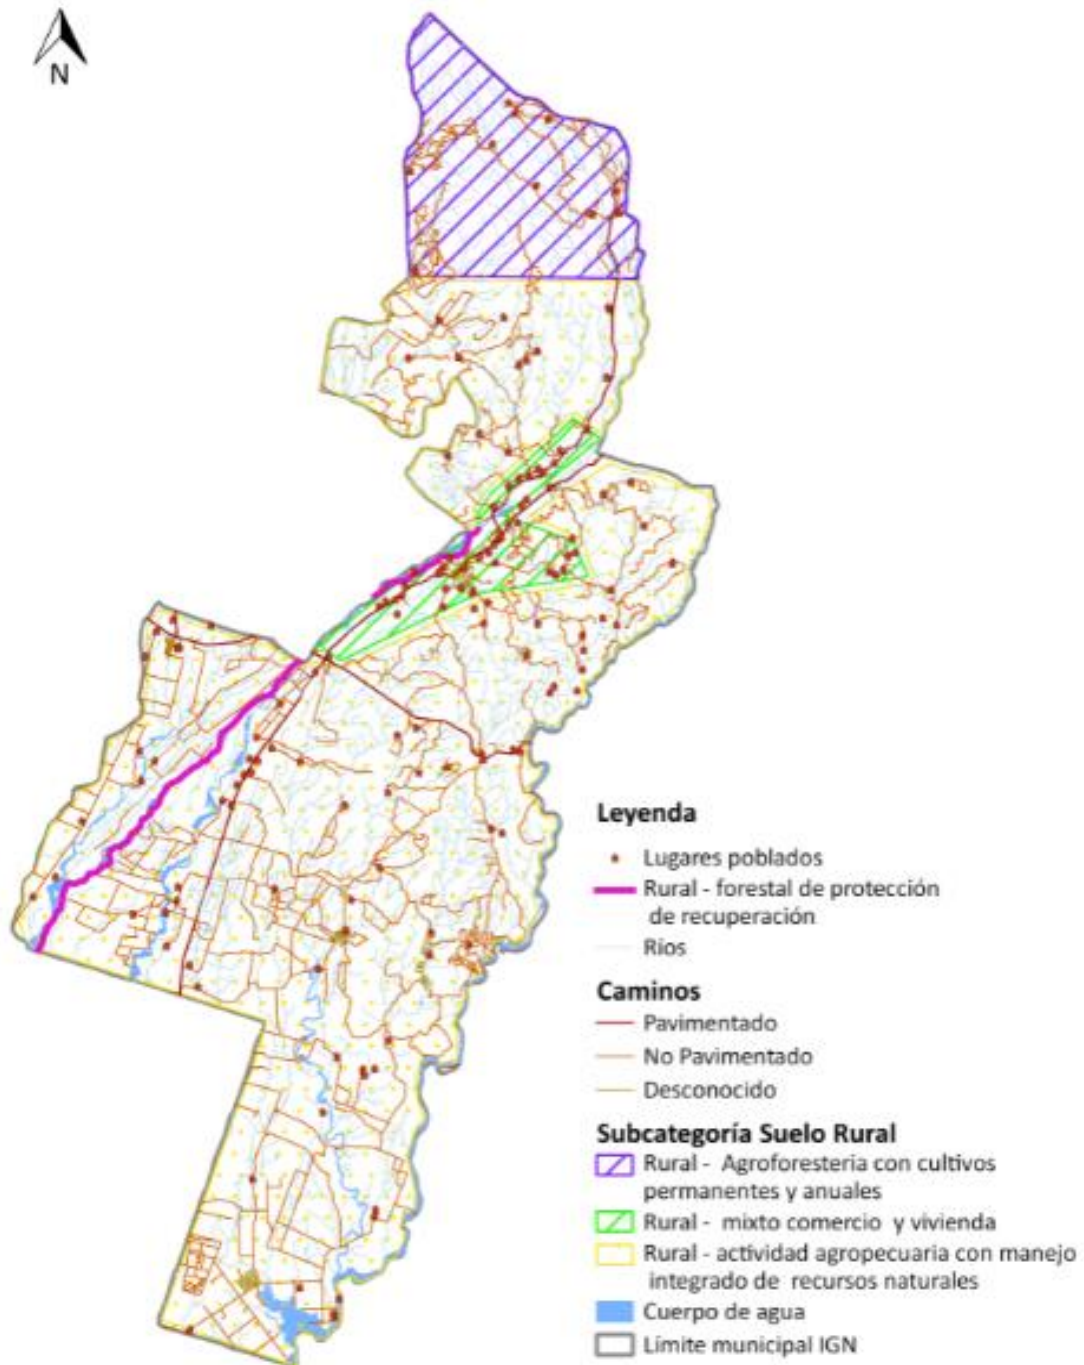 N
Leyenda
Lugares poblados
Rural - forestal de protección
de recuperación
Rios
Caminos
Pavimentado
No Pavimentado
Desconocido
Subcategoría Suelo Rural
Rural - Agroforesteria con cultivos
permanentes y anuales
Rural - mixto comercio y vivienda
Rural - actividad agropecuaria con manejo
integrado de recursos naturales
Cuerpo de agua
Límite municipal IGN